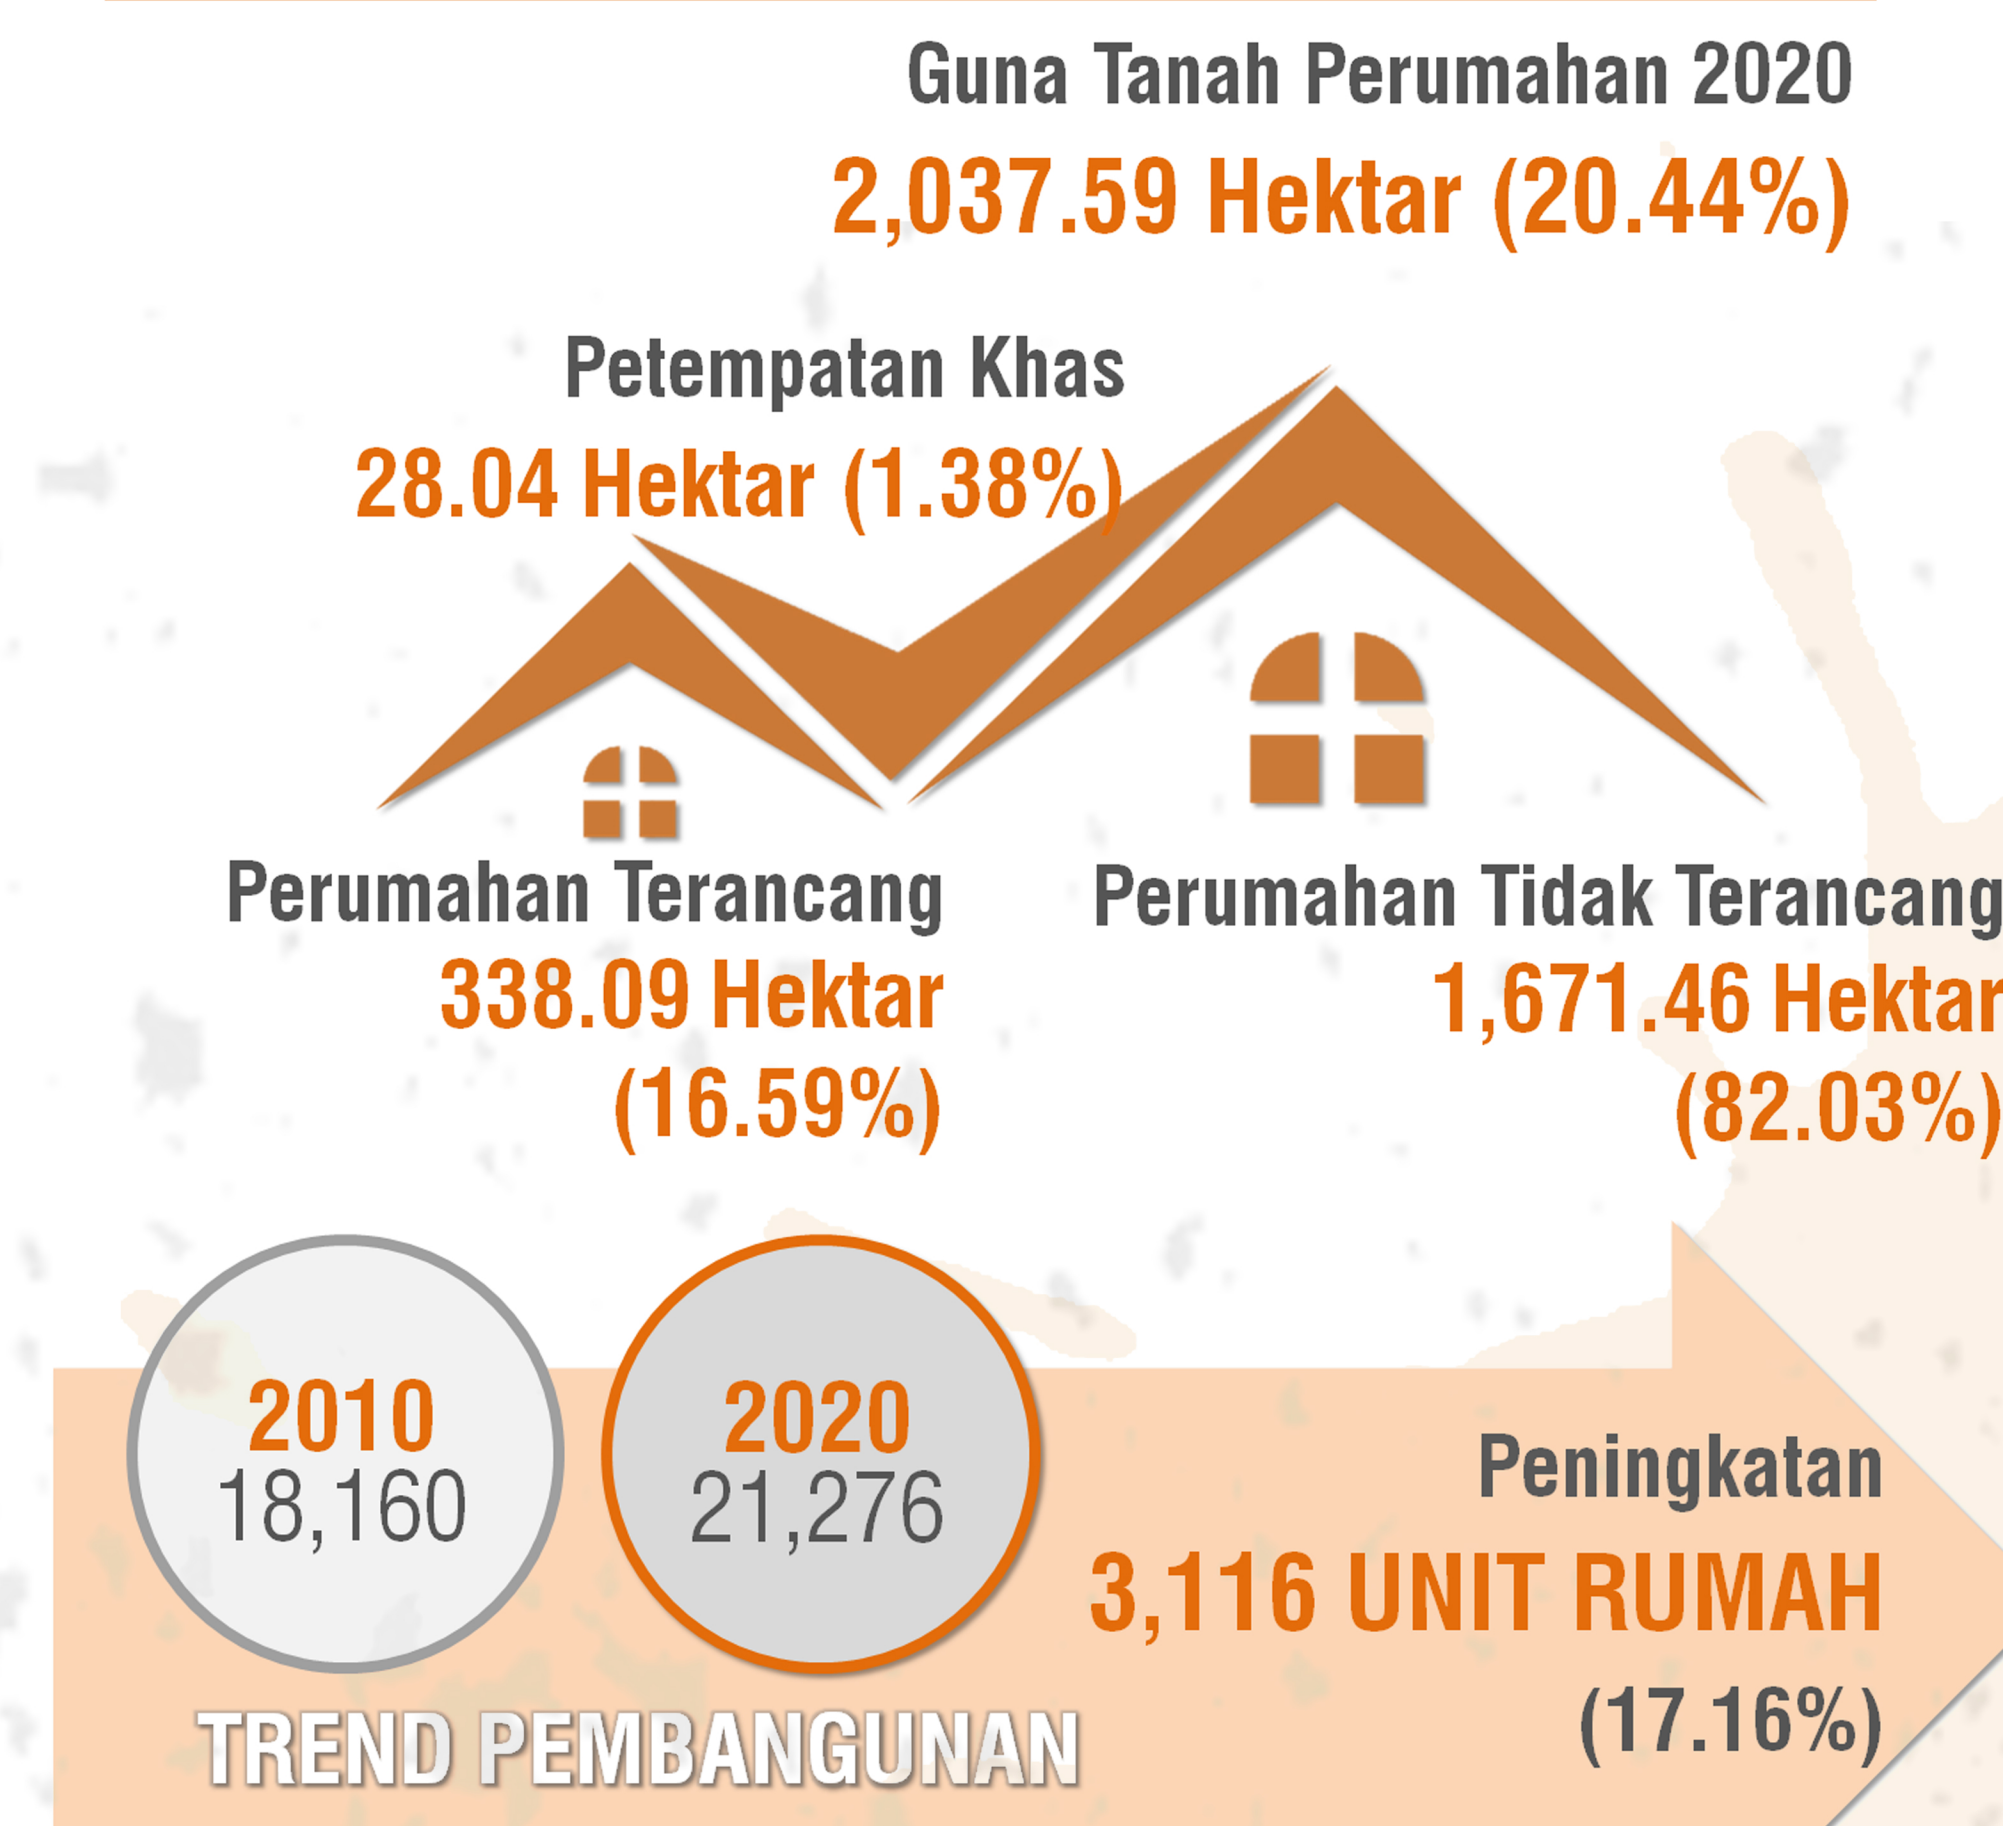 Guna Tanah Perumahan 2020
2,037.59 Hektar (20.44%)
Petempatan Khas
28.04 Hektar (1.38%)
Perumahan Terancang
338.09 Hektar
(16.59%)
Perumahan Tidak Terancang
1,671.46 Hektar
(82.03%)
2010
18,160
2020
21,276
Peningkatan
3,116 UNIT RUMAH
(17.16%)
TREND PEMBANGUNAN